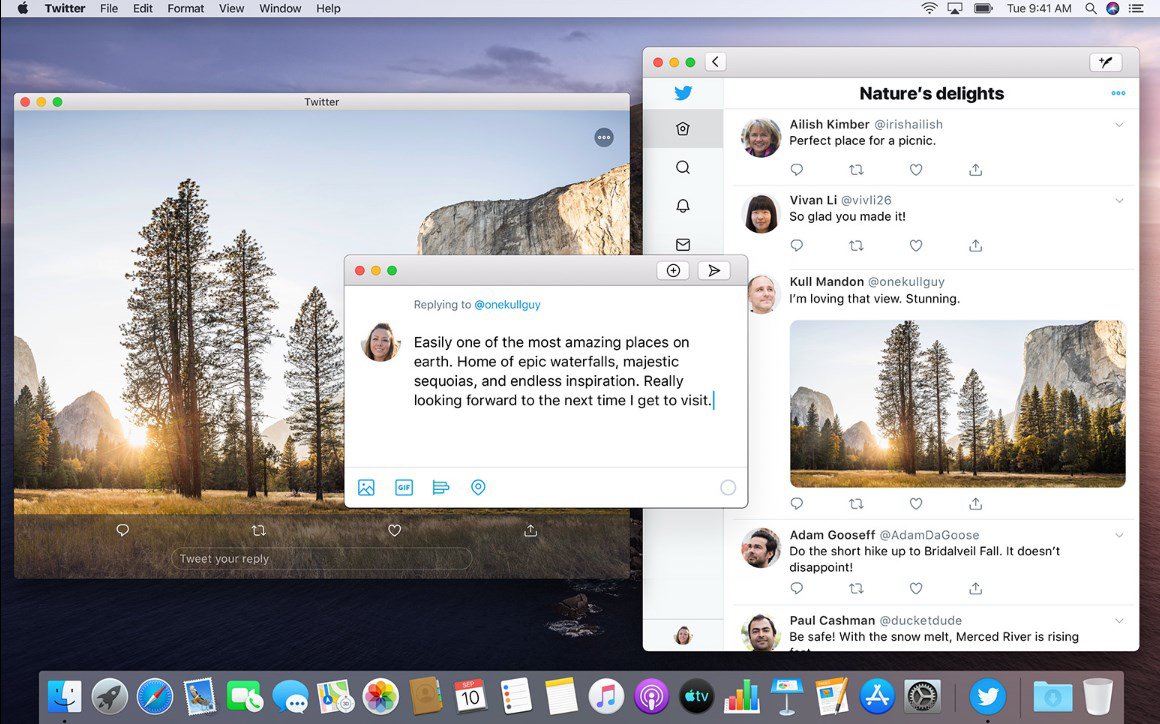 Twitter File Edit Format View Window Help
Tue 9:41 AM
Twitter
Tweet your reply
Replying to @onekullguy
Easily one of the most amazing places on
earth. Home of epic waterfalls, majestic
sequoias, and endless inspiration. Really
looking forward to the next time I get to visit.
GIF
Nature's delights
Ailish Kimber @irishailish
Perfect place for a picnic.
Vivan Li @vivli26
So glad you made it!
Kull Mandon @onekullguy
I'm loving that view. Stunning.
Adam Gooseff @AdamDaGoose
Do the short hike up to Bridalveil Fall. It doesn't
disappoint!
Paul Cashman @ducketdude
Be safe! With the snow melt, Merced River is rising
SEP
10
3D
tv